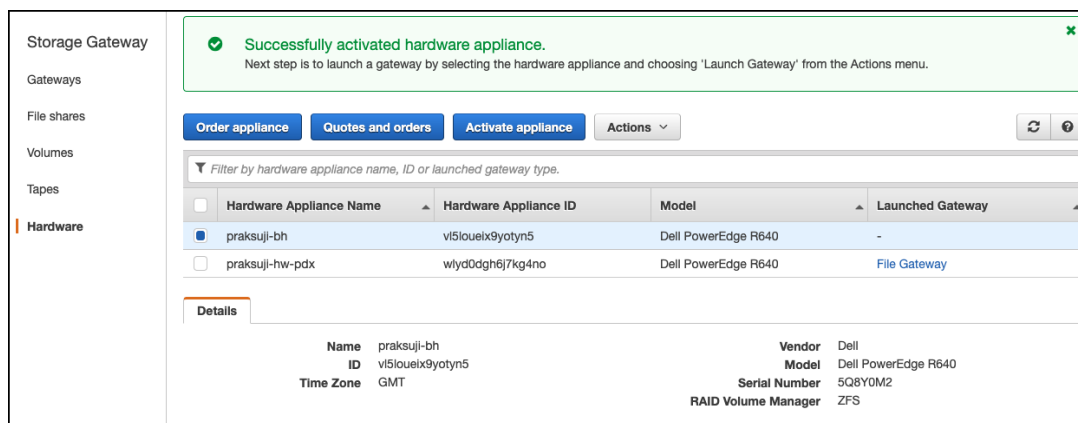 Storage Gateway
Gateways
File shares
Volumes
Tapes
Hardware
Successfully activated hardware appliance.
Next step is to launch a gateway by selecting the hardware appliance and choosing 'Launch Gateway' from the Actions menu.
Order appliance Quotes and orders Activate appliance Actions
Filter by hardware appliance name, ID or launched gateway type.
Hardware Appliance Name Hardware Appliance ID Model Launched Gateway
praksuji-bh vl5loueix9yotyn5 Dell PowerEdge R640 -
praksuji-hw-pdx wlyd0dgh6j7kg4no Dell PowerEdge R640 File Gateway
Details
Name praksuji-bh Vendor Dell
ID vl5loueix9yotyn5 Model Dell PowerEdge R640
Time Zone GMT Serial Number 5Q8Y0M2
RAID Volume Manager ZFS